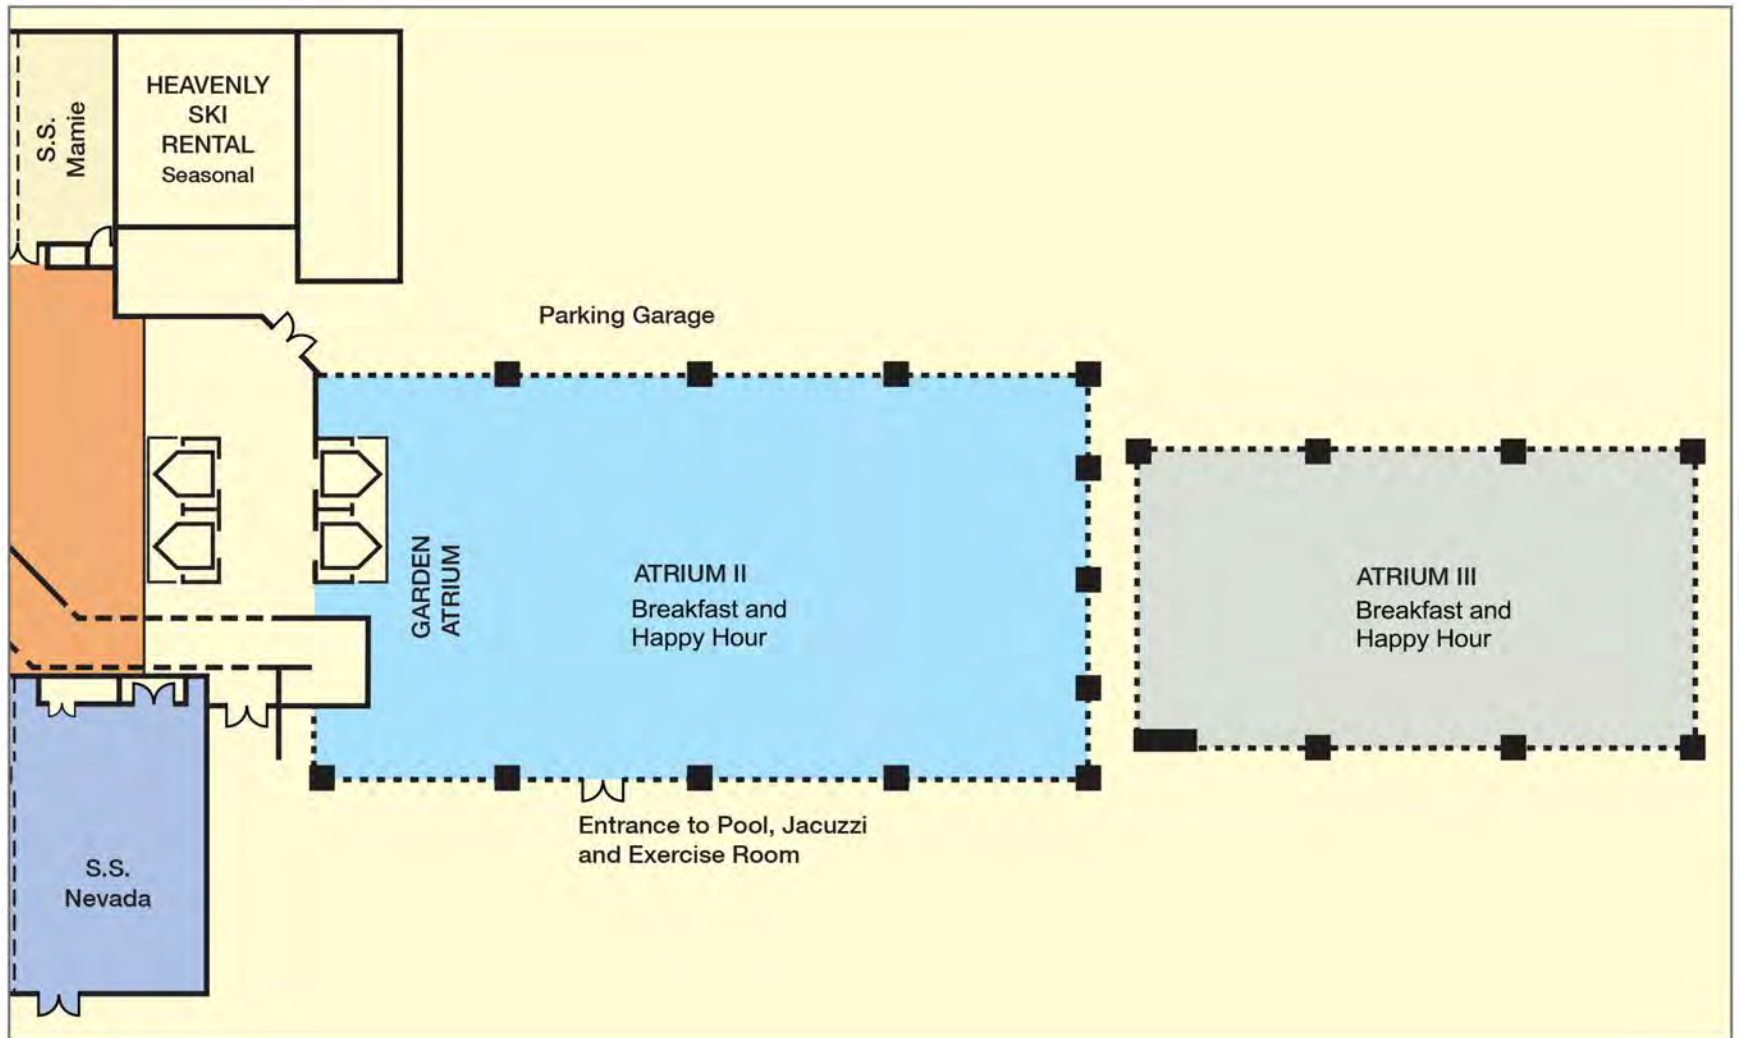 S.S.
Mamie
HEAVENLY
SKI
RENTAL
Seasonal
Parking Garage
GARDEN
ATRIUM
ATRIUM II
Breakfast and
Happy Hour
ATRIUM III
Breakfast and
Happy Hour
Entrance to Pool, Jacuzzi
and Exercise Room
S.S.
Nevada